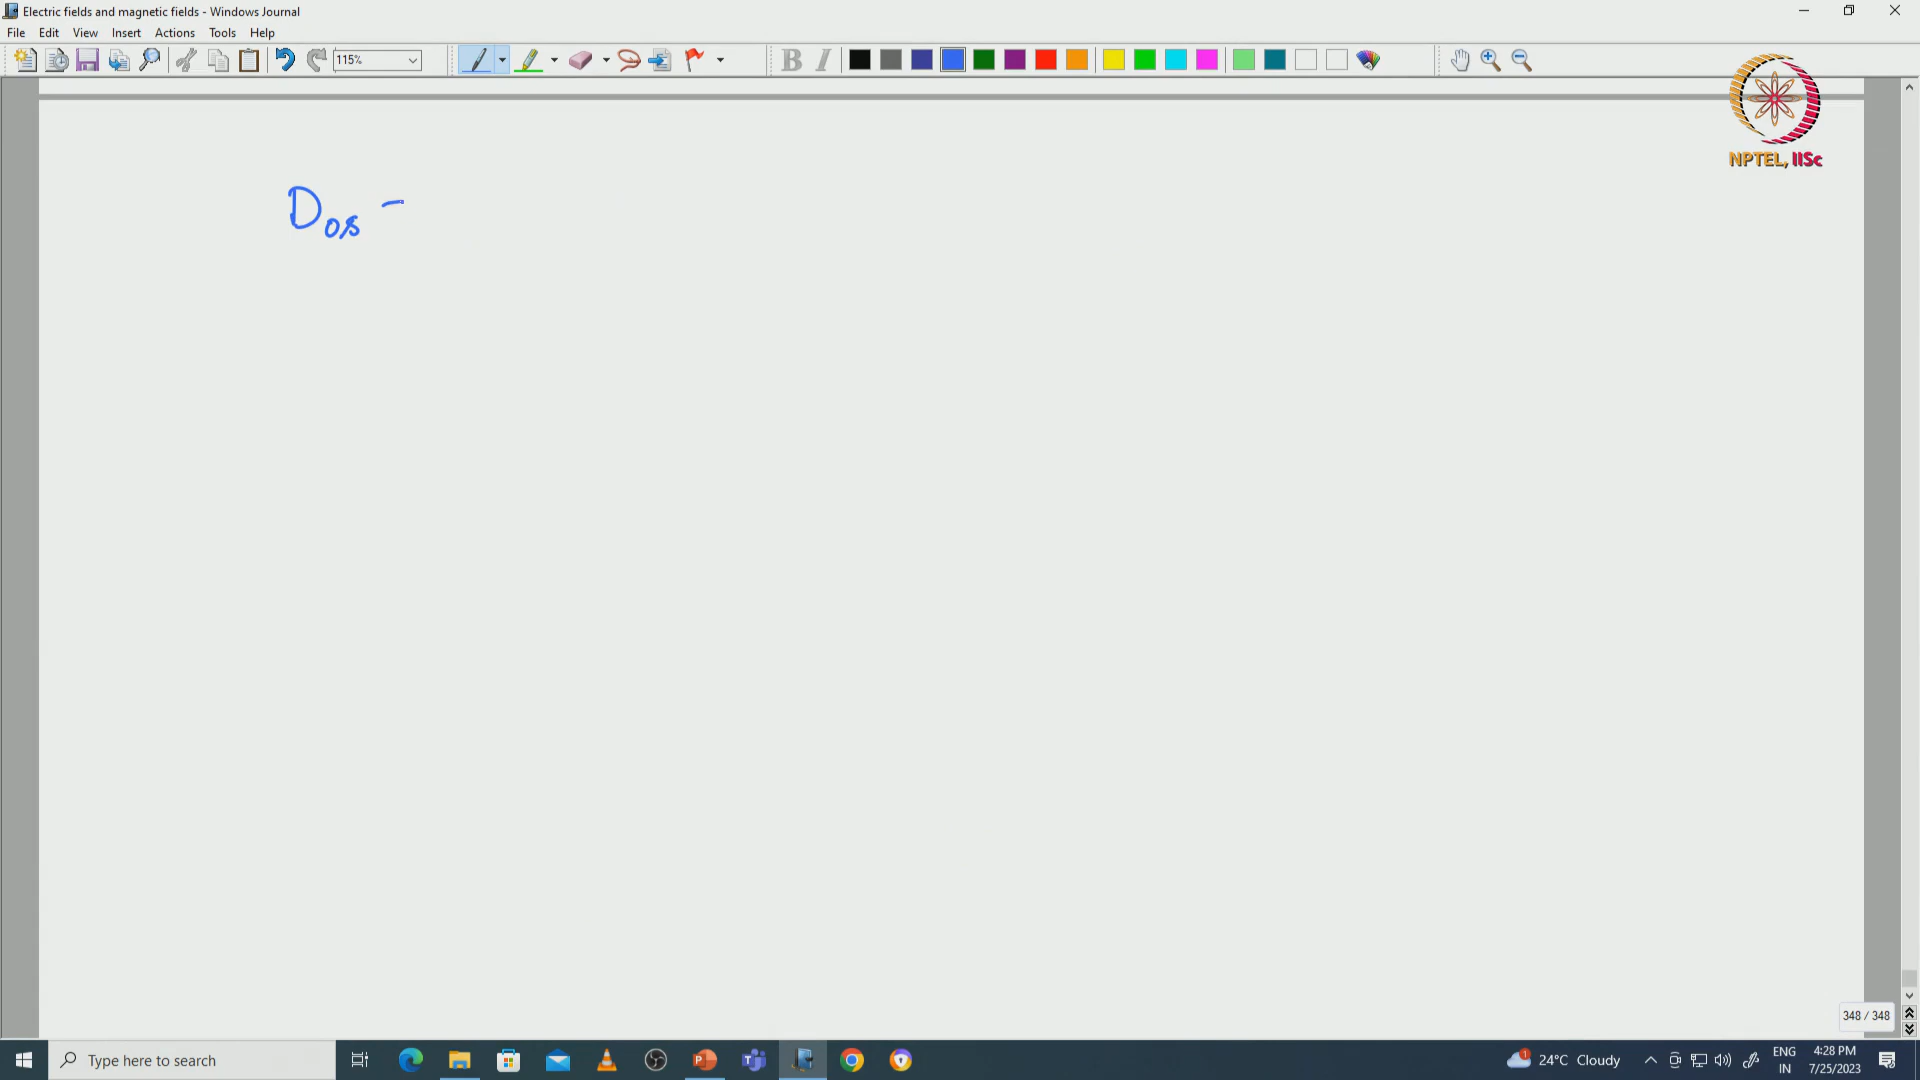 Electric fields and magnetic fields - Windows Journal
File Edit View Insert Actions Tools Help
115%
B I
NPTEL, IISc
D0s -
348 / 348
Type here to search
24°C Cloudy
ENG
IN
4:28 PM
7/25/2023